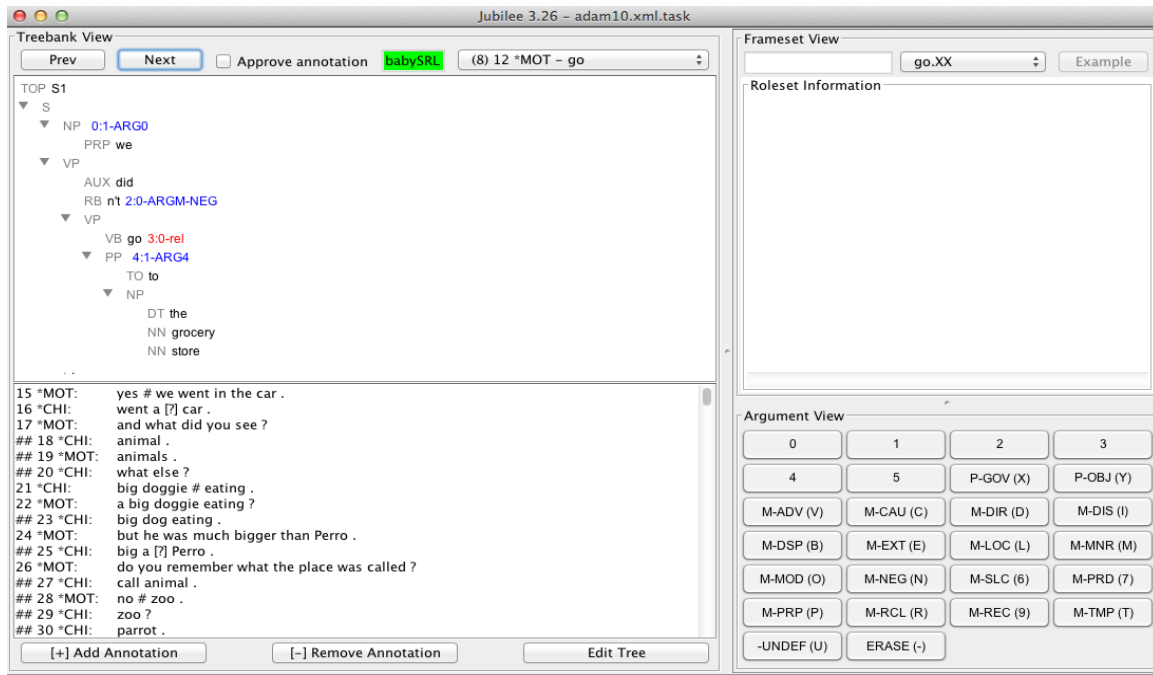 Jubilee 3.26 – adam10.xml.task
Treebank View
Prev Next Approve annotation babySRL (8) 12 *MOT – go
TOP S1
S
NP 0:1-ARG0
PRP we
VP
AUX did
RB n't 2:0-ARGM-NEG
VP
VB go 3:0-rel
PP 4:1-ARG4
TO to
NP
DT the
NN grocery
NN store
15 *MOT: yes # we went in the car .
16 *CHI: went a [?] car .
17 *MOT: and what did you see ?
## 18 *CHI: animal .
## 19 *MOT: animals .
## 20 *CHI: what else ?
21 *CHI: big doggie # eating .
22 *MOT: a big doggie eating ?
## 23 *CHI: big dog eating .
24 *MOT: but he was much bigger than Perro .
## 25 *CHI: big a [?] Perro .
26 *MOT: do you remember what the place was called ?
## 27 *CHI: call animal .
## 28 *MOT: no # zoo .
## 29 *CHI: zoo ?
## 30 *CHI: parrot .
[+] Add Annotation [–] Remove Annotation Edit Tree
Frameset View
go.XX Example
Roleset Information
Argument View
0 1 2 3
4 5 P-GOV (X) P-OBJ (Y)
M-ADV (V) M-CAU (C) M-DIR (D) M-DIS (I)
M-DSP (B) M-EXT (E) M-LOC (L) M-MNR (M)
M-MOD (O) M-NEG (N) M-SLC (6) M-PRD (7)
M-PRP (P) M-RCL (R) M-REC (9) M-TMP (T)
-UNDEF (U) ERASE (-)